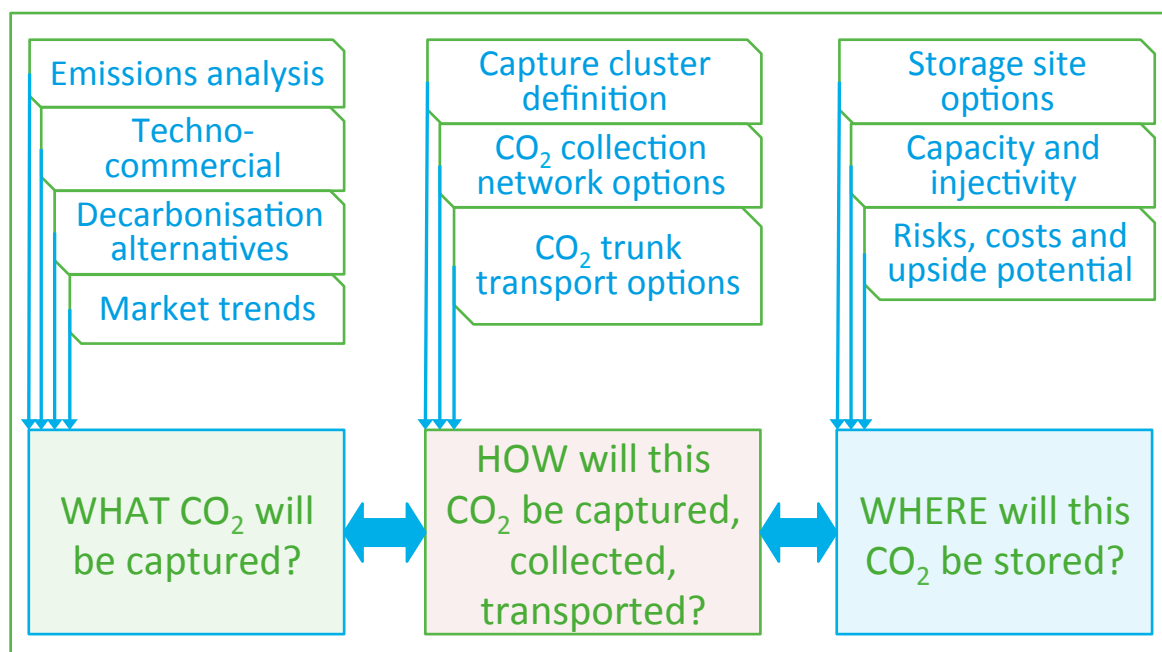 Emissions analysis
Techno-
commercial
Decarbonisation
alternatives
Market trends
WHAT CO₂ will
be captured?
Capture cluster
definition
CO₂ collection
network options
CO₂ trunk
transport options
HOW will this
CO₂ be captured,
collected,
transported?
Storage site
options
Capacity and
injectivity
Risks, costs and
upside potential
WHERE will this
CO₂ be stored?